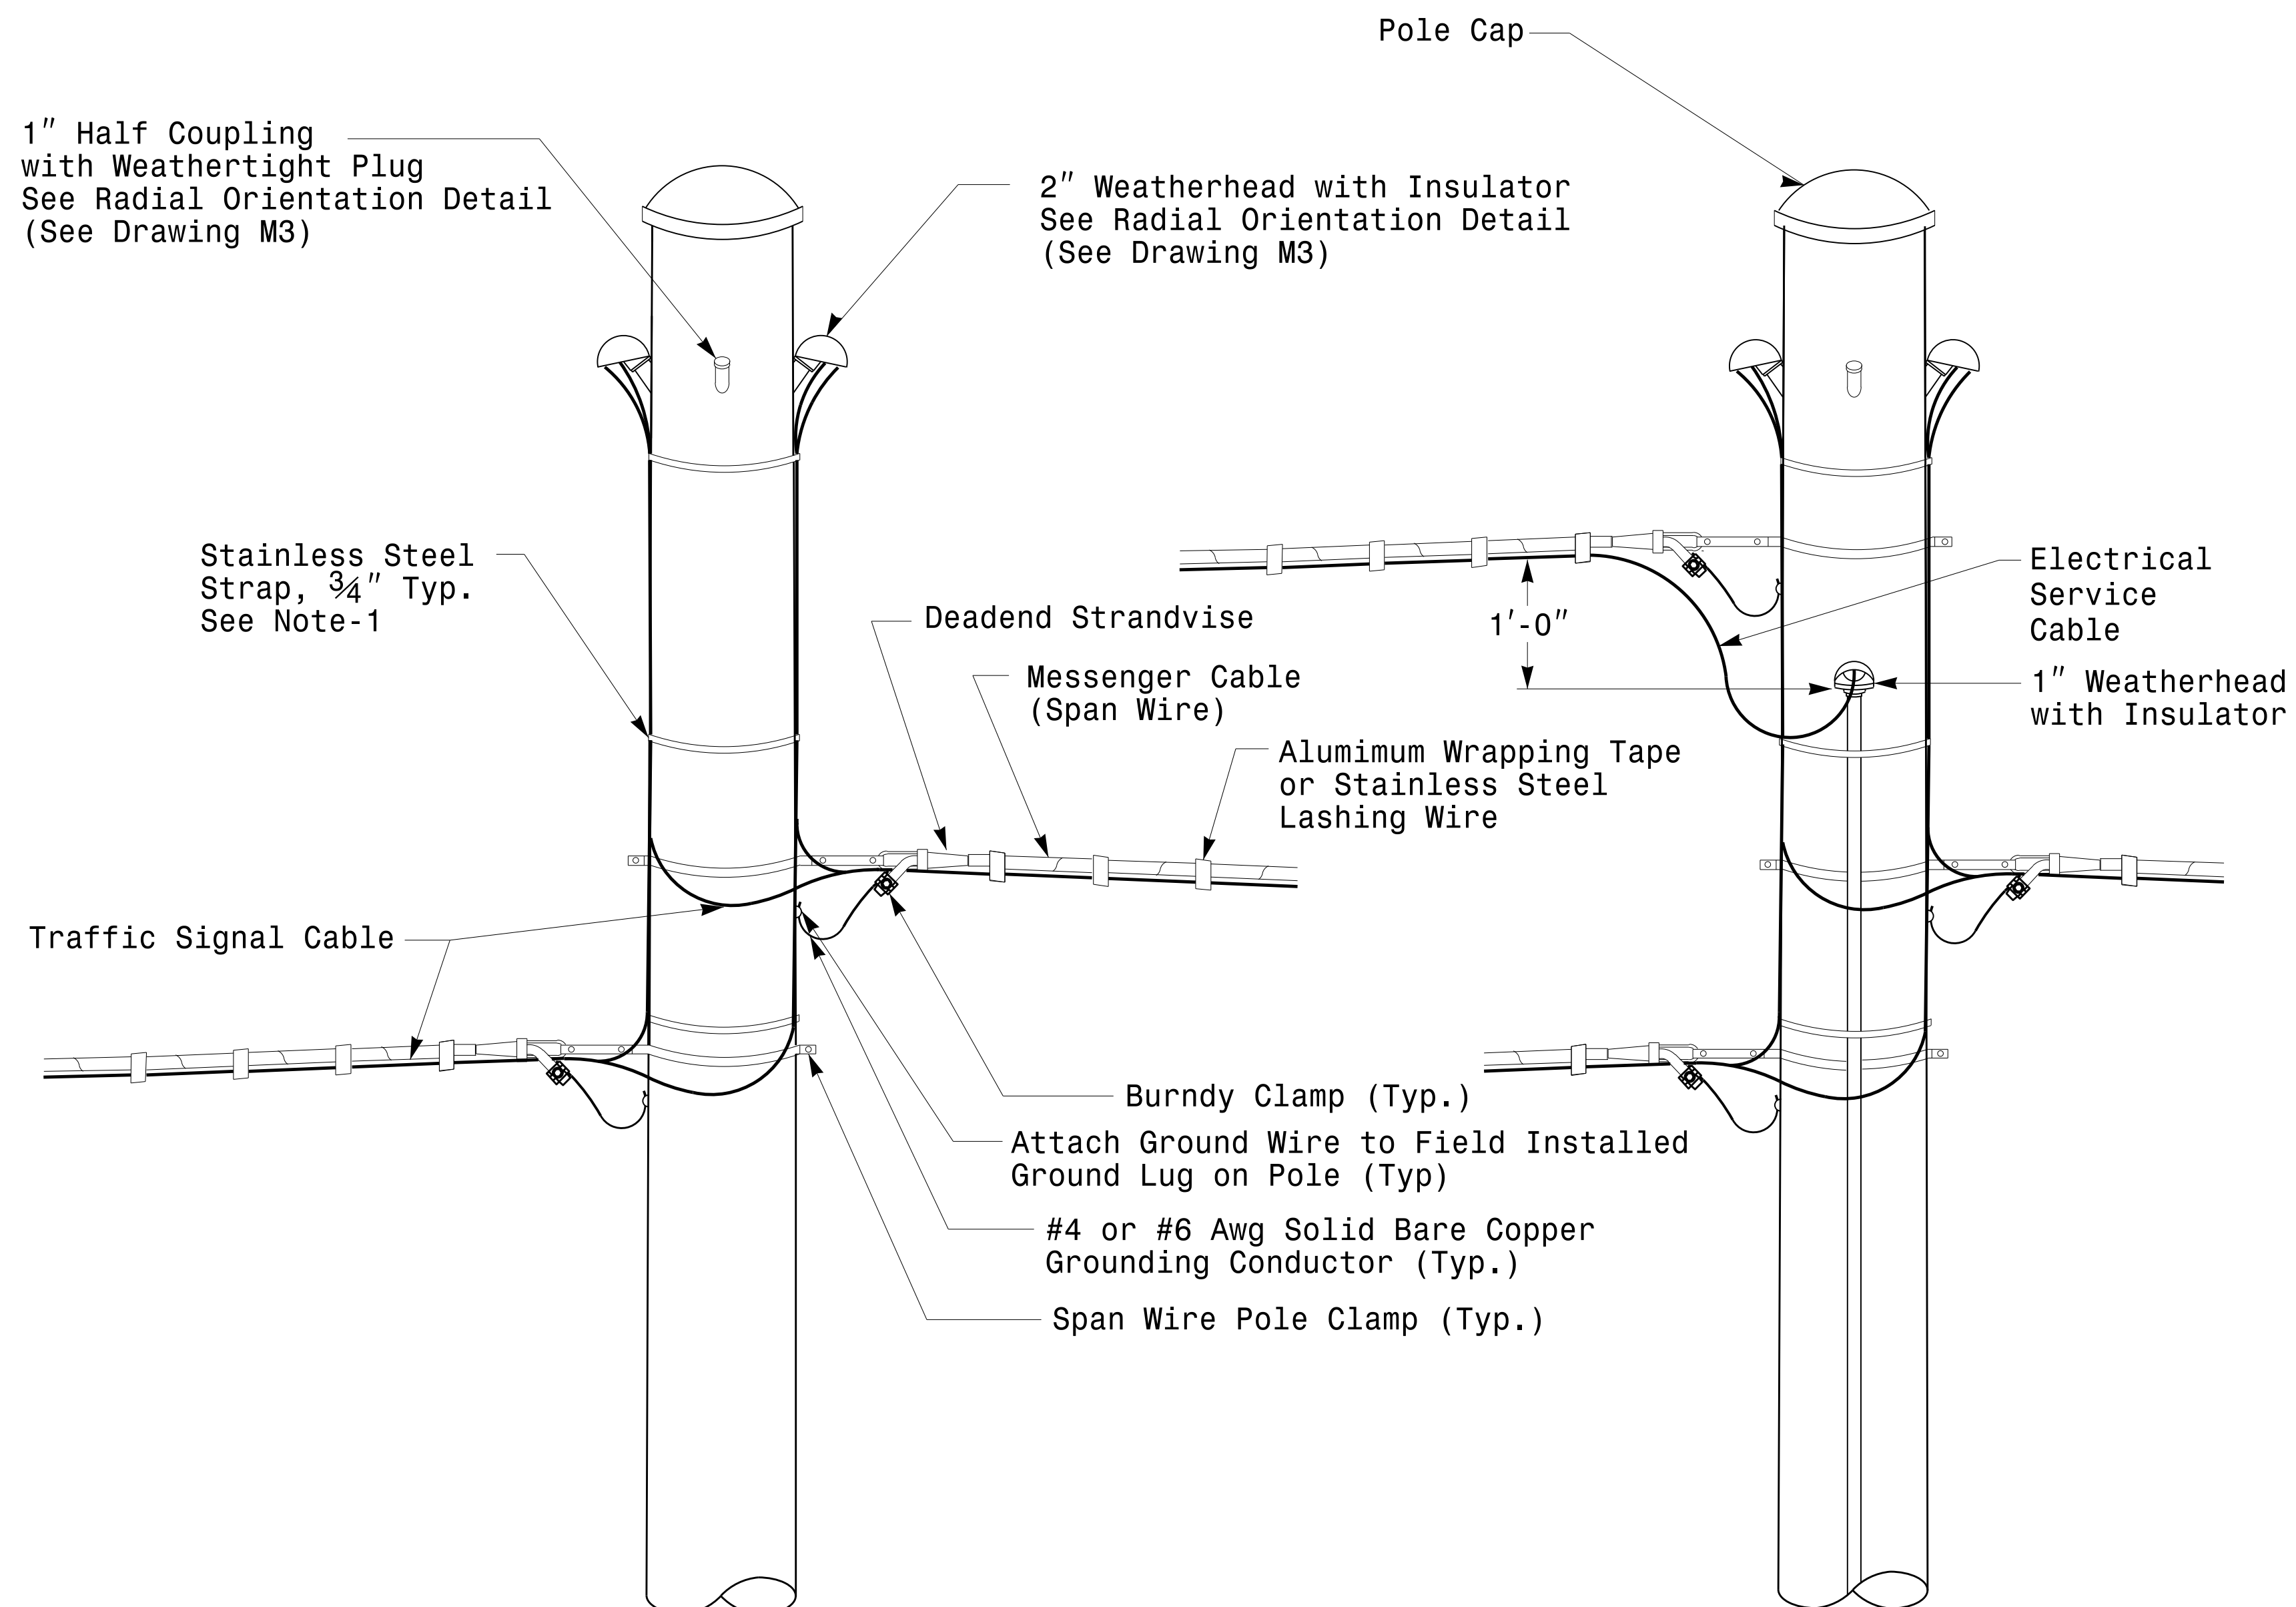 Pole Cap
1" Half Coupling
with Weathertight Plug
See Radial Orientation Detail
(See Drawing M3)
2" Weatherhead with Insulator
See Radial Orientation Detail
(See Drawing M3)
Stainless Steel
Strap, 3/4" Typ.
See Note-1
Deadend Strandvise
Messenger Cable
(Span Wire)
Alumimum Wrapping Tape
or Stainless Steel
Lashing Wire
1'-0"
Electrical
Service
Cable
1" Weatherhead
with Insulator
Traffic Signal Cable
Burndy Clamp (Typ.)
Attach Ground Wire to Field Installed
Ground Lug on Pole (Typ)
#4 or #6 Awg Solid Bare Copper
Grounding Conductor (Typ.)
Span Wire Pole Clamp (Typ.)